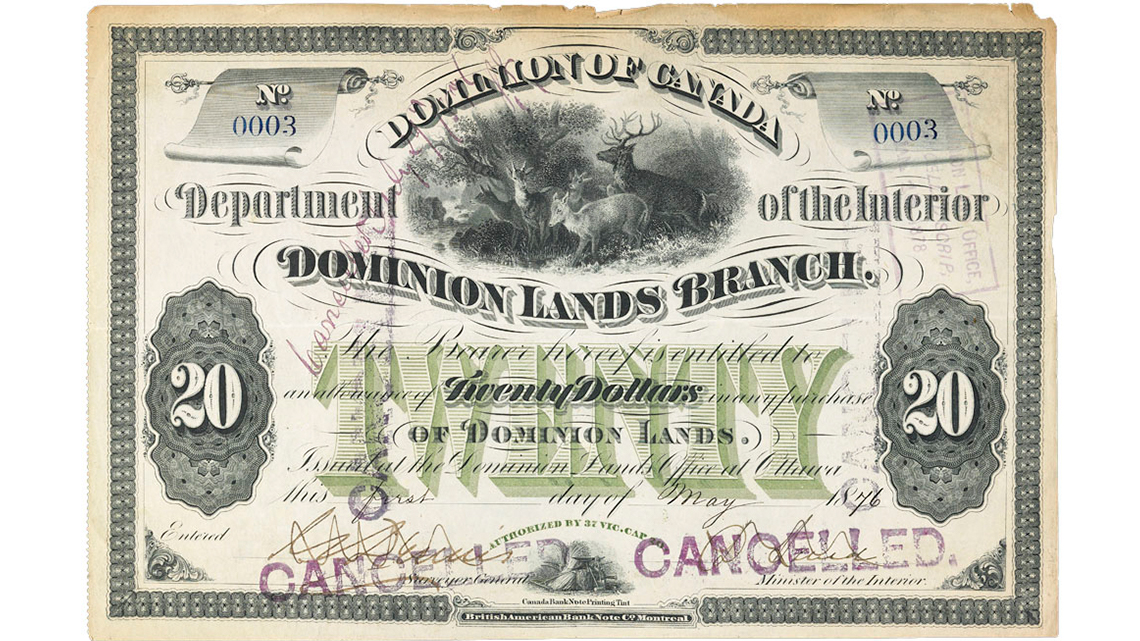 DOMINION OF CANADA
Nº 0003
Nº 0003
Department of the Interior
DOMINION LANDS BRANCH.
TWENTY
The Bearer hereof is entitled to
an allowance of Twenty Dollars in any purchase
OF DOMINION LANDS.
Issued at the Dominion Lands Office at Ottawa
this first day of May 1876
20
20
Entered
AUTHORIZED BY 37 VIC. CAP.
CANCELLED
CANCELLED.
Surveyor General
Minister of the Interior.
Canada Bank Note Printing Tint
British American Bank Note Co. Montreal
Cancelled
OFFICE,
SCRIP.